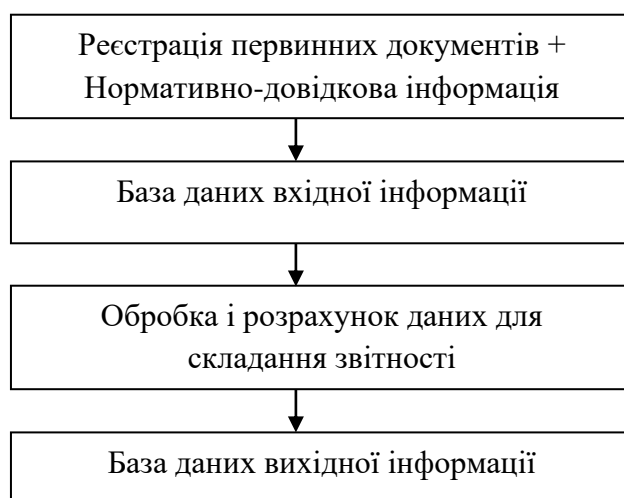 Реєстрація первинних документів +
Нормативно-довідкова інформація
База даних вхідної інформації
Обробка і розрахунок даних для
складання звітності
База даних вихідної інформації